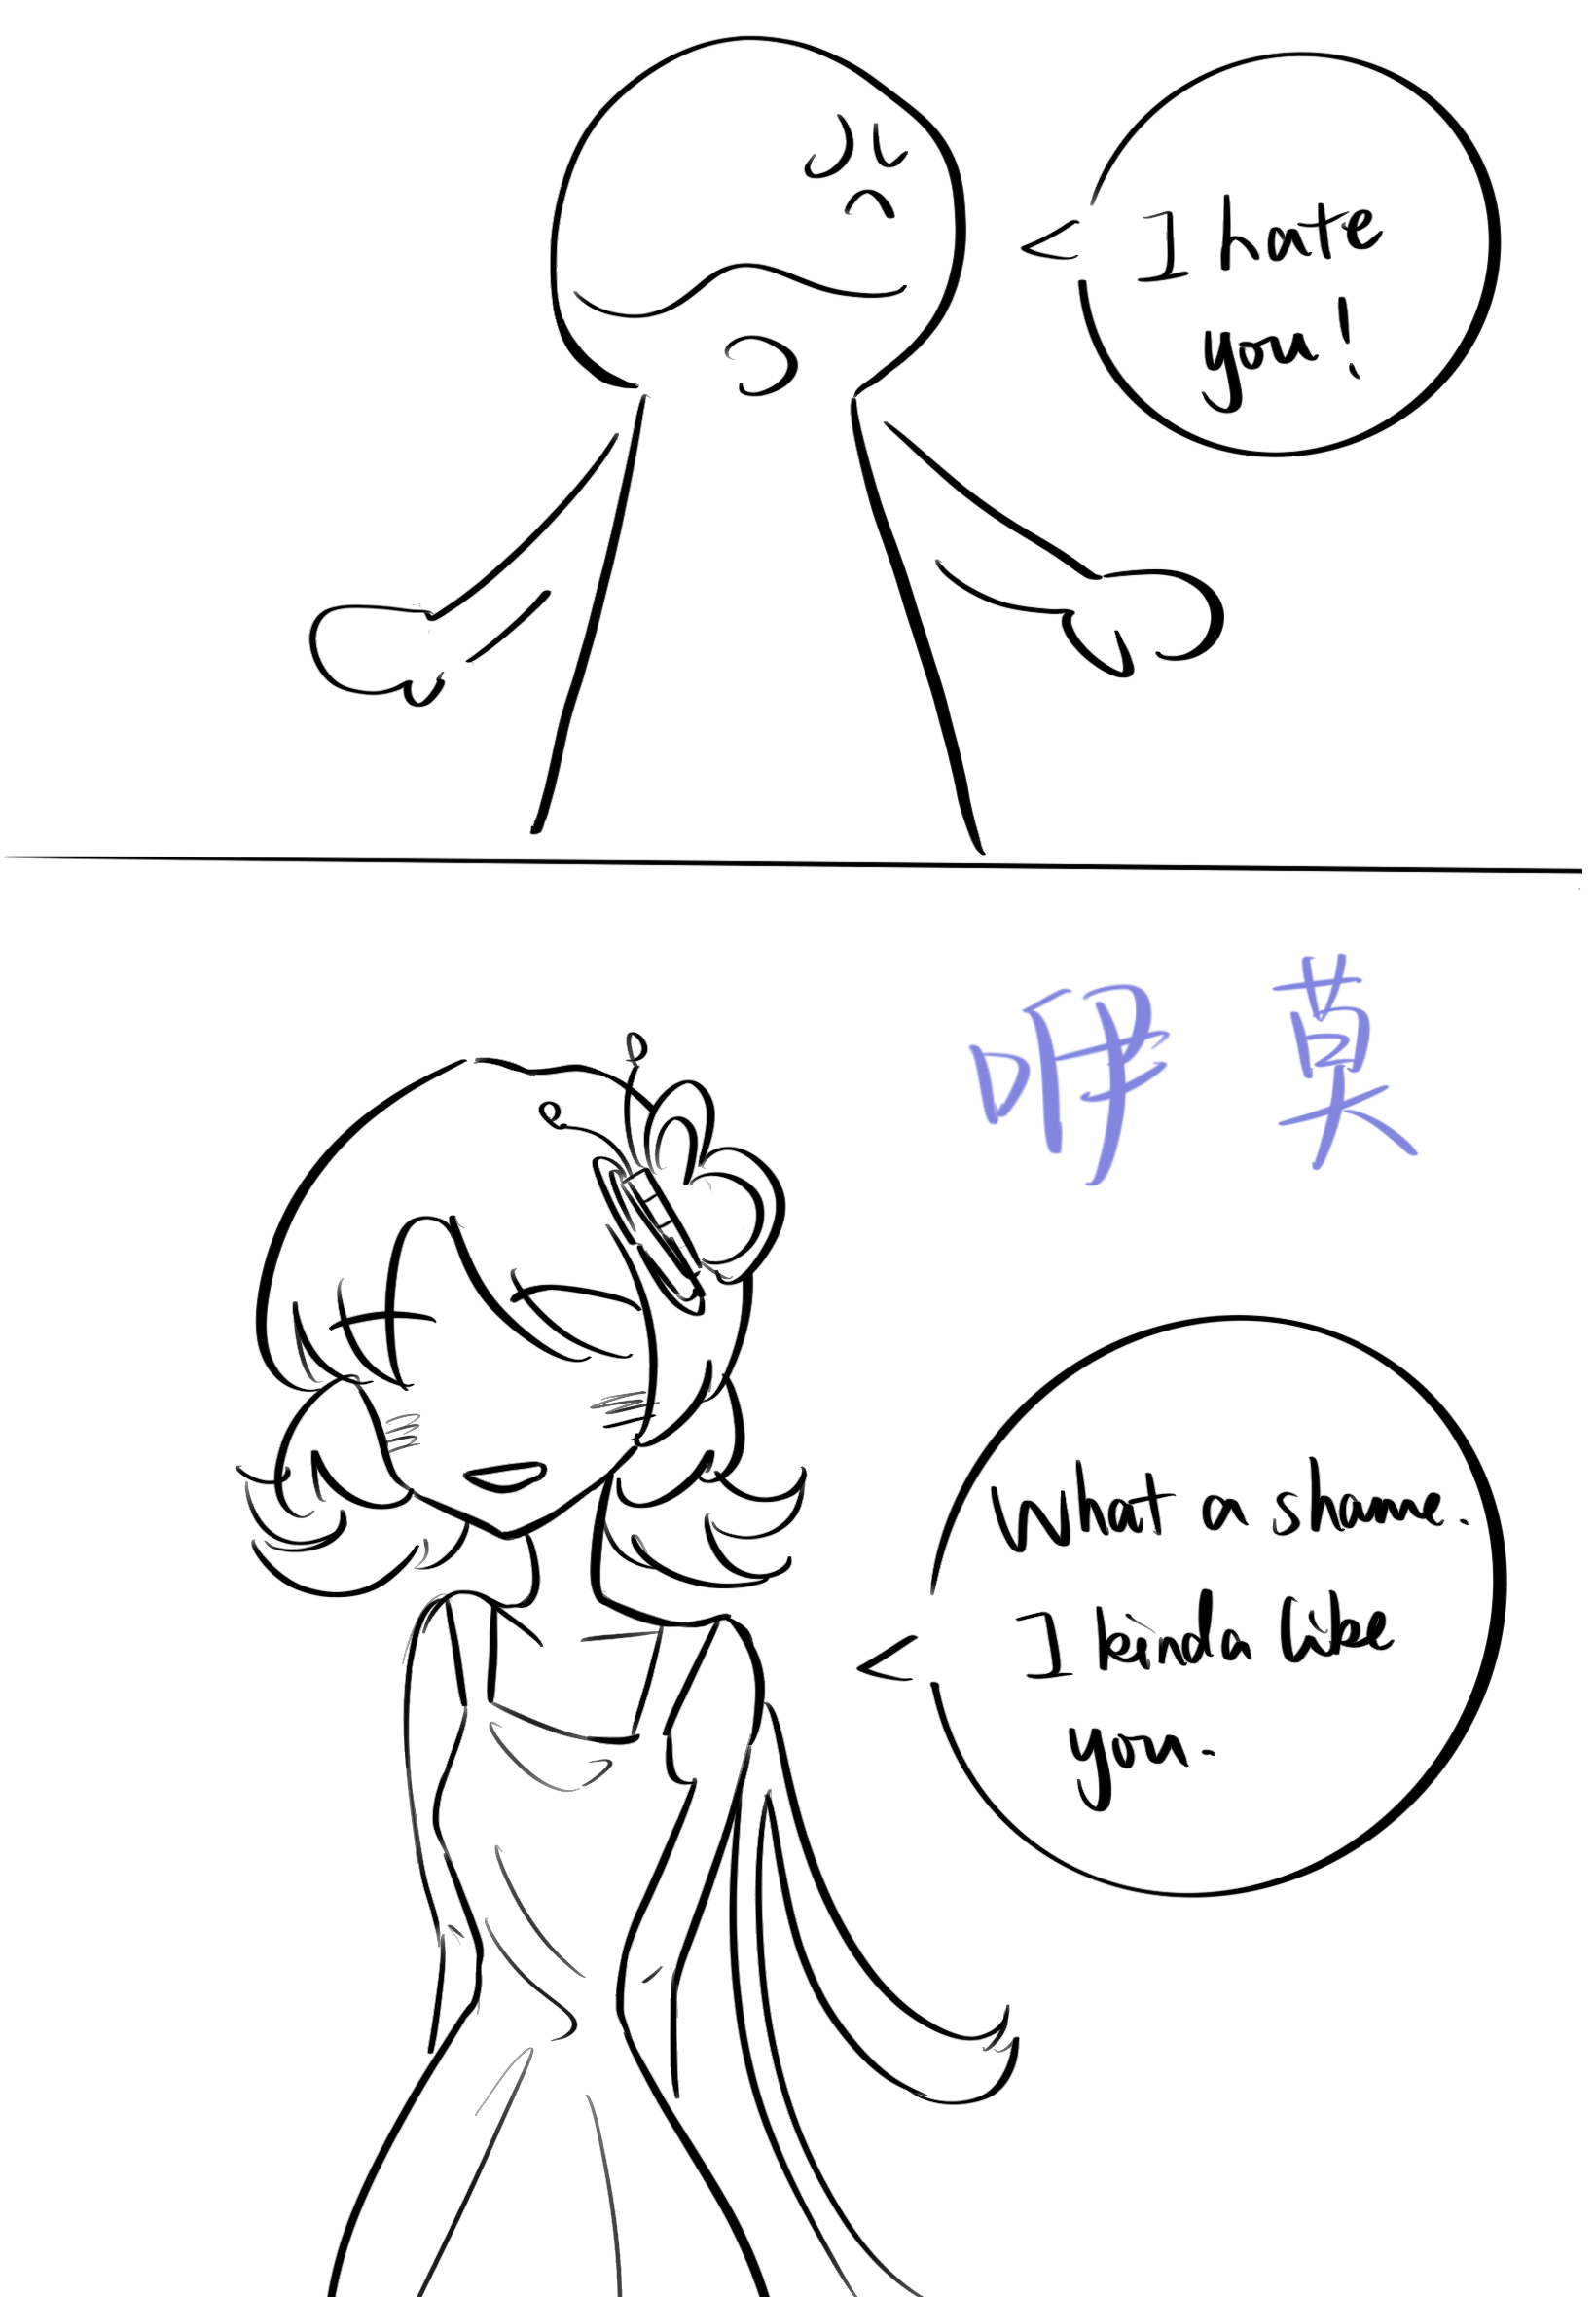 I hate
you!
咿 莫
What a shame.
I kinda like
you.